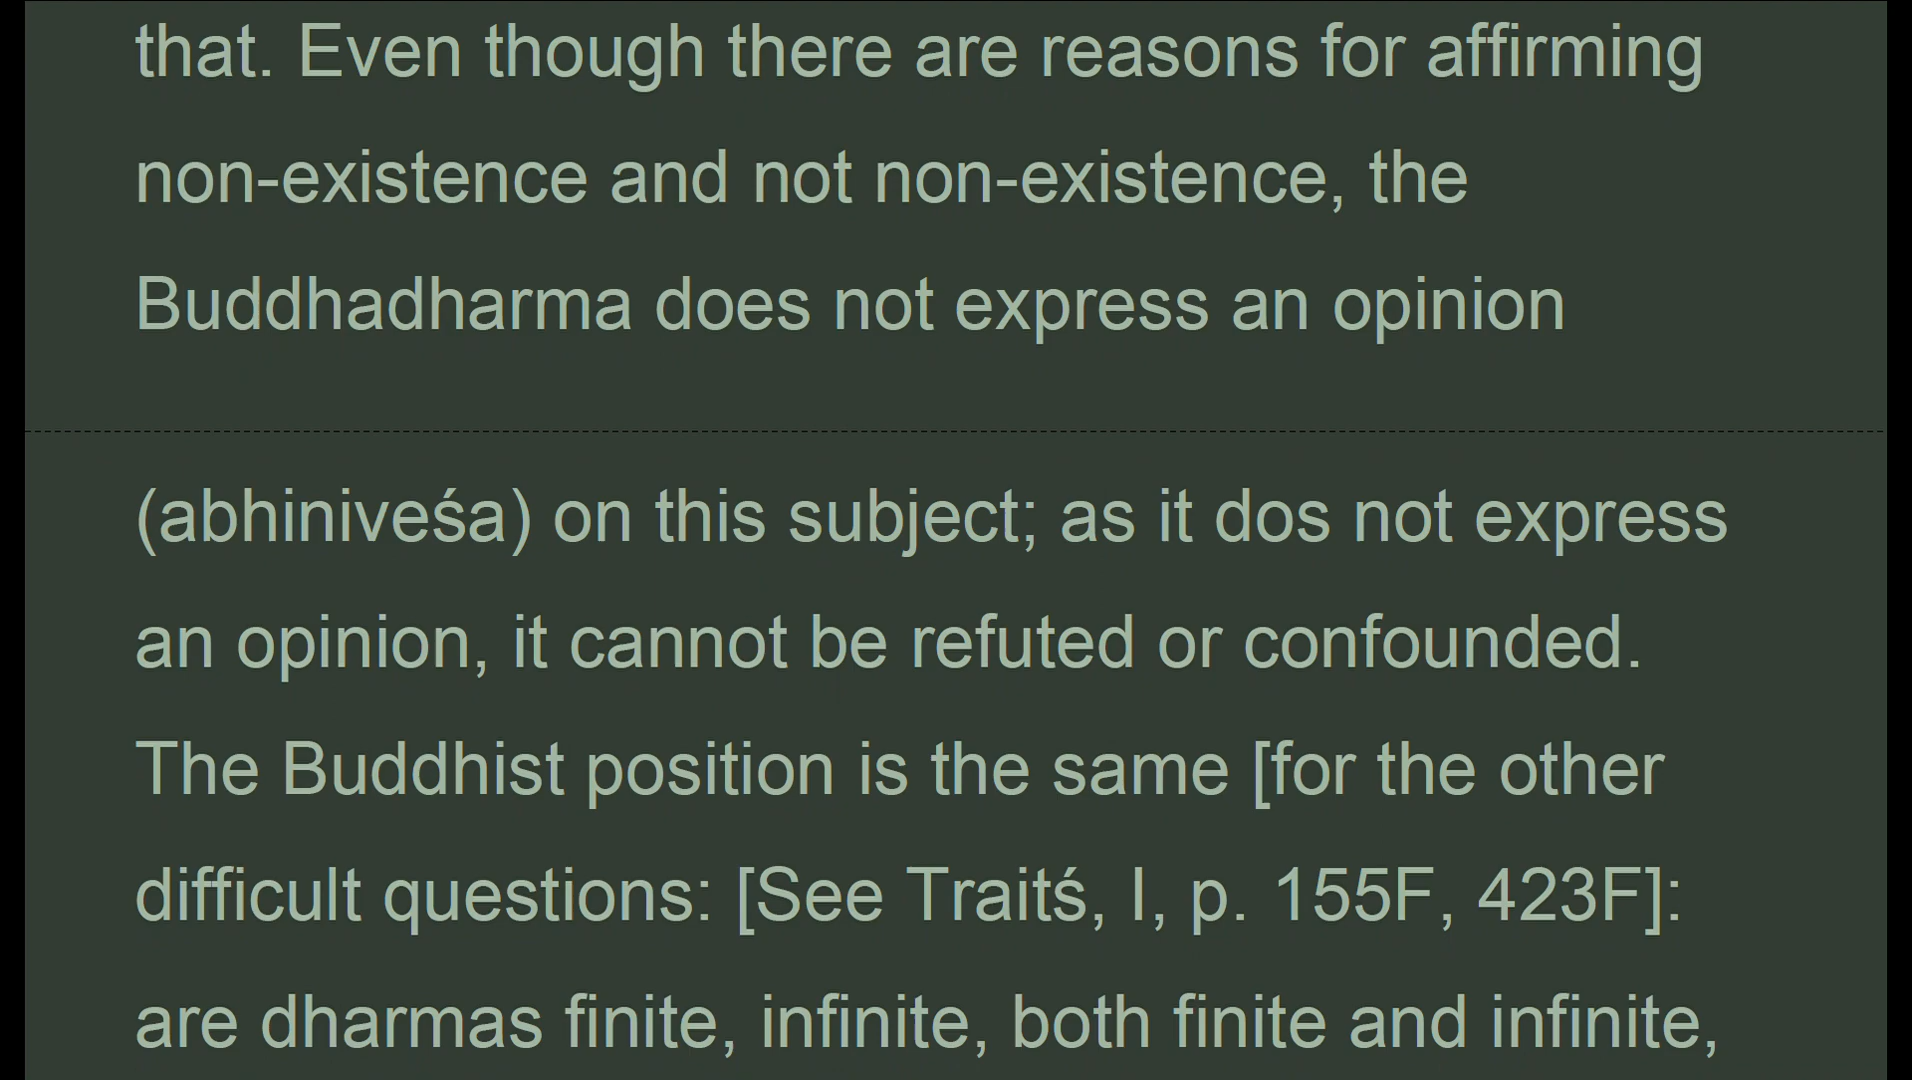 that. Even though there are reasons for affirming
non-existence and not non-existence, the
Buddhadharma does not express an opinion
(abhiniveśa) on this subject; as it dos not express
an opinion, it cannot be refuted or confounded.
The Buddhist position is the same [for the other
difficult questions: [See Traitś, I, p. 155F, 423F]:
are dharmas finite, infinite, both finite and infinite,